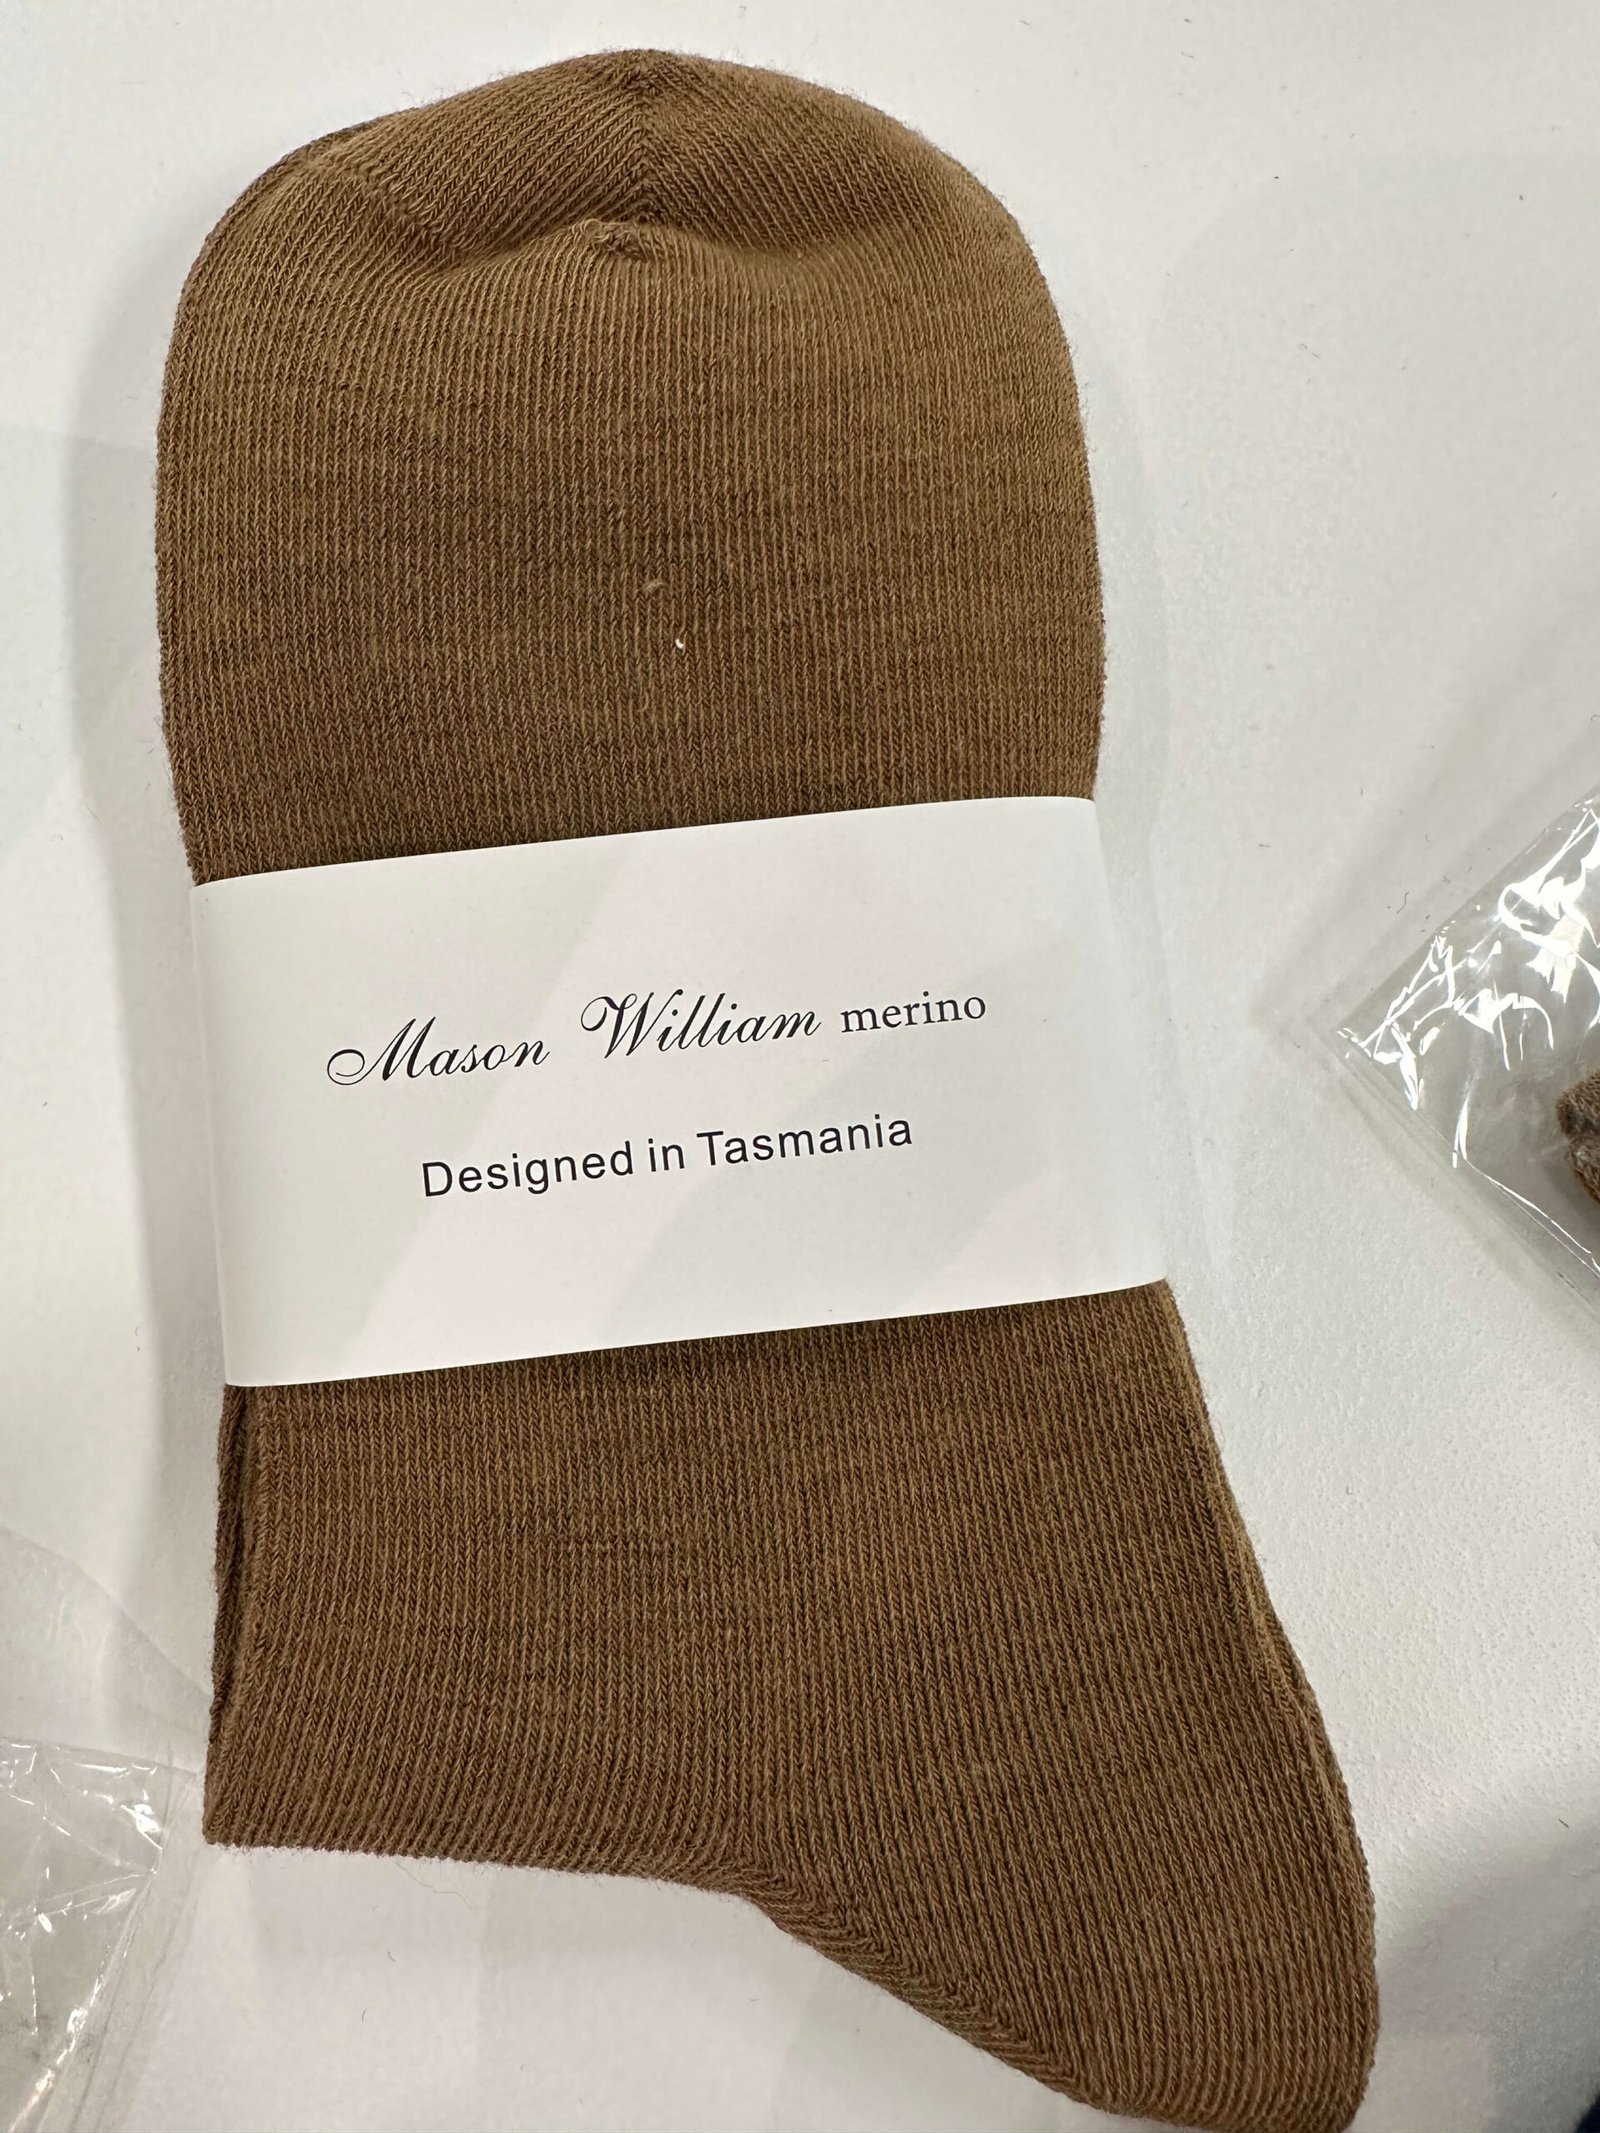 Mason William merino
Designed in Tasmania